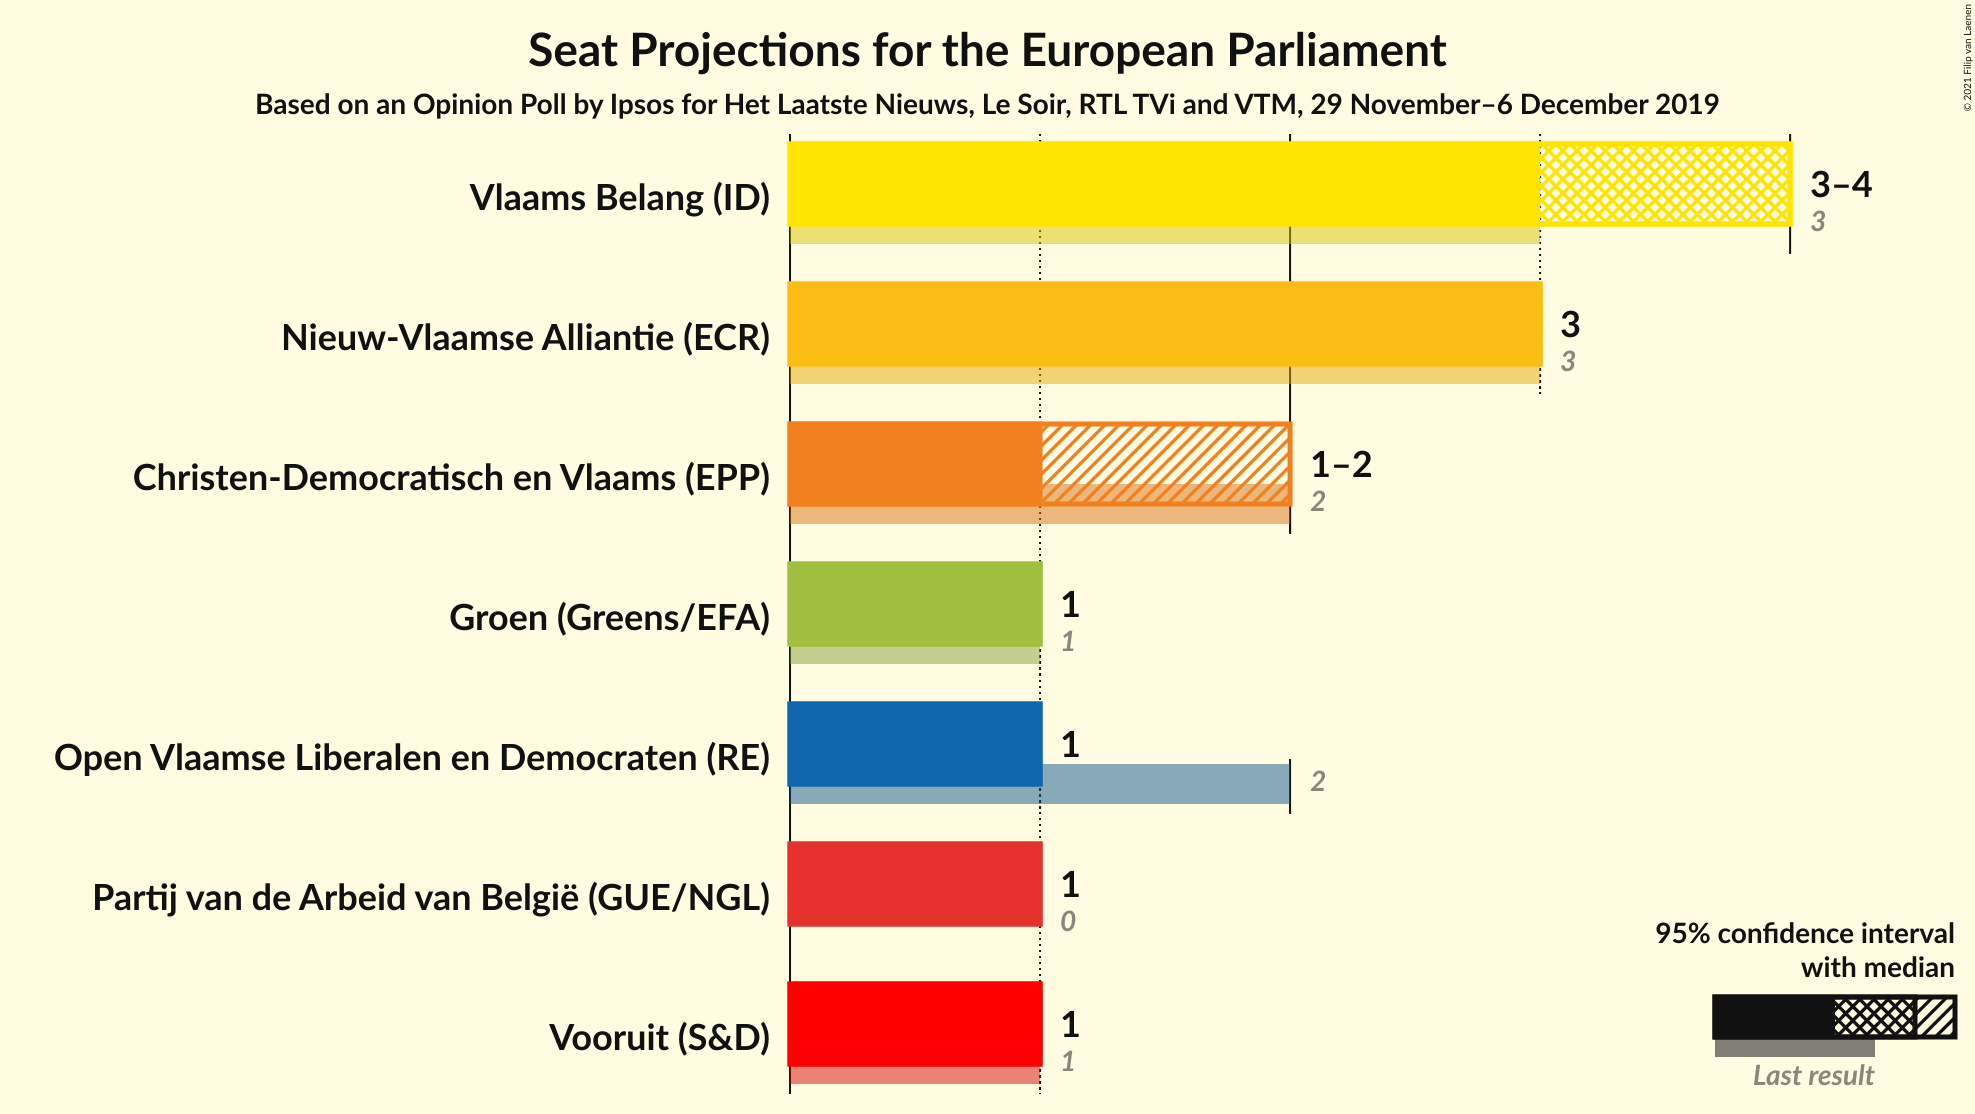 Seat Projections for the European Parliament
Based on an Opinion Poll by Ipsos for Het Laatste Nieuws, Le Soir, RTL TVi and VTM, 29 November–6 December 2019
© 2021 Filip van Laenen
Vlaams Belang (ID)
3–4
3
Nieuw-Vlaamse Alliantie (ECR)
3
3
Christen-Democratisch en Vlaams (EPP)
1–2
2
Groen (Greens/EFA)
1
1
Open Vlaamse Liberalen en Democraten (RE)
1
2
Partij van de Arbeid van België (GUE/NGL)
1
0
Vooruit (S&D)
1
1
95% confidence interval
with median
Last result